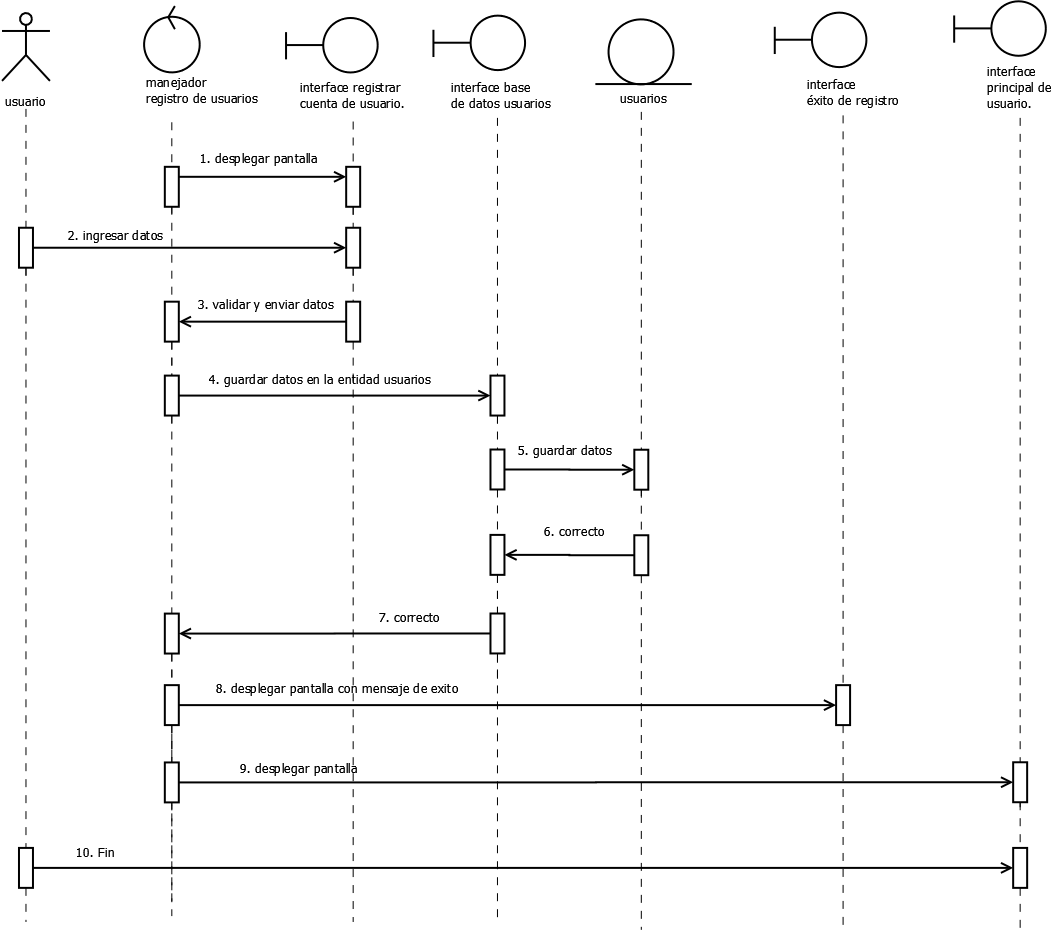 usuario
manejador
registro de usuarios
interface registrar
cuenta de usuario.
interface base
de datos usuarios
usuarios
interface
éxito de registro
interface
principal de
usuario.
1. desplegar pantalla
2. ingresar datos
3. validar y enviar datos
4. guardar datos en la entidad usuarios
5. guardar datos
6. correcto
7. correcto
8. desplegar pantalla con mensaje de exito
9. desplegar pantalla
10. Fin